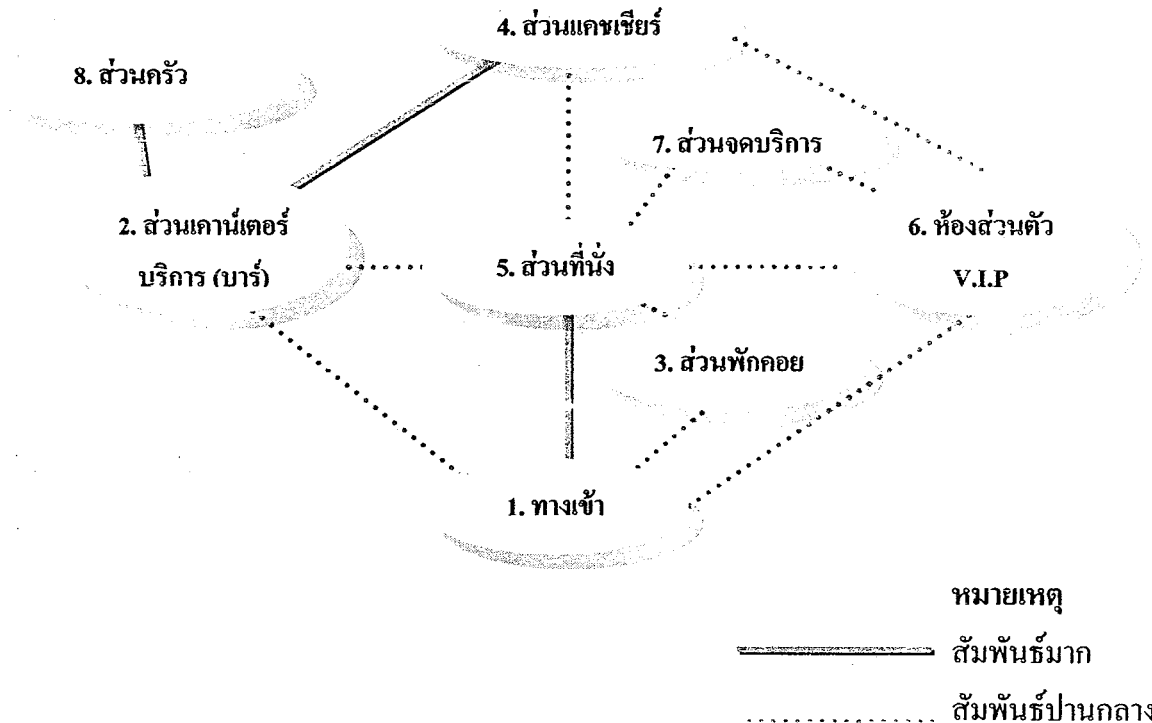 4. ส่วนแคชเชียร์
8. ส่วนครัว
7. ส่วนจดบริการ
2. ส่วนเคาน์เตอร์
บริการ (บาร์)
5. ส่วนที่นั่ง
6. ห้องส่วนตัว
V.I.P
3. ส่วนพักคอย
1. ทางเข้า
หมายเหตุ
สัมพันธ์มาก
สัมพันธ์ปานกลาง